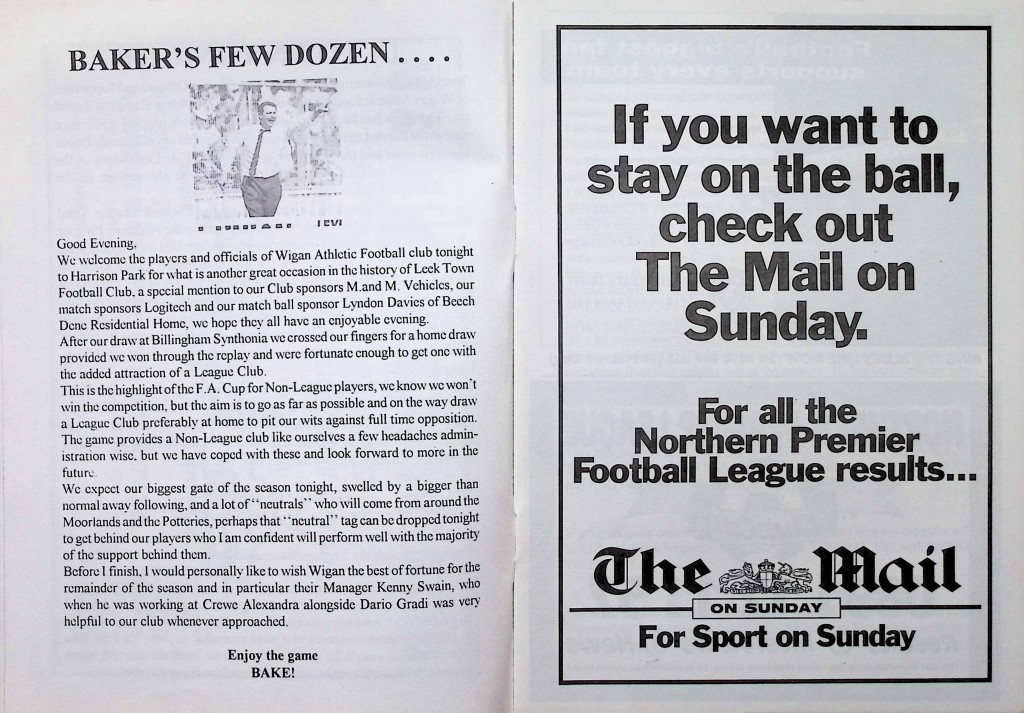 BAKER'S FEW DOZEN . . . .
Good Evening,
We welcome the players and officials of Wigan Athletic Football club tonight
to Harrison Park for what is another great occasion in the history of Leek Town
Football Club, a special mention to our Club sponsors M.and M. Vehicles, our
match sponsors Logitech and our match ball sponsor Lyndon Davies of Beech
Dene Residential Home, we hope they all have an enjoyable evening.
After our draw at Billingham Synthonia we crossed our fingers for a home draw
provided we won through the replay and were fortunate enough to get one with
the added attraction of a League Club.
This is the highlight of the F.A. Cup for Non-League players, we know we won't
win the competition, but the aim is to go as far as possible and on the way draw
a League Club preferably at home to pit our wits against full time opposition.
The game provides a Non-League club like ourselves a few headaches admin-
istration wise, but we have coped with these and look forward to more in the
future.
We expect our biggest gate of the season tonight, swelled by a bigger than
normal away following, and a lot of "neutrals" who will come from around the
Moorlands and the Potteries, perhaps that "neutral" tag can be dropped tonight
to get behind our players who I am confident will perform well with the majority
of the support behind them.
Before I finish, I would personally like to wish Wigan the best of fortune for the
remainder of the season and in particular their Manager Kenny Swain, who
when he was working at Crewe Alexandra alongside Dario Gradi was very
helpful to our club whenever approached.
Enjoy the game
BAKE!
If you want to
stay on the ball,
check out
The Mail on
Sunday.
For all the
Northern Premier
Football League results...
The Mail
ON SUNDAY
For Sport on Sunday